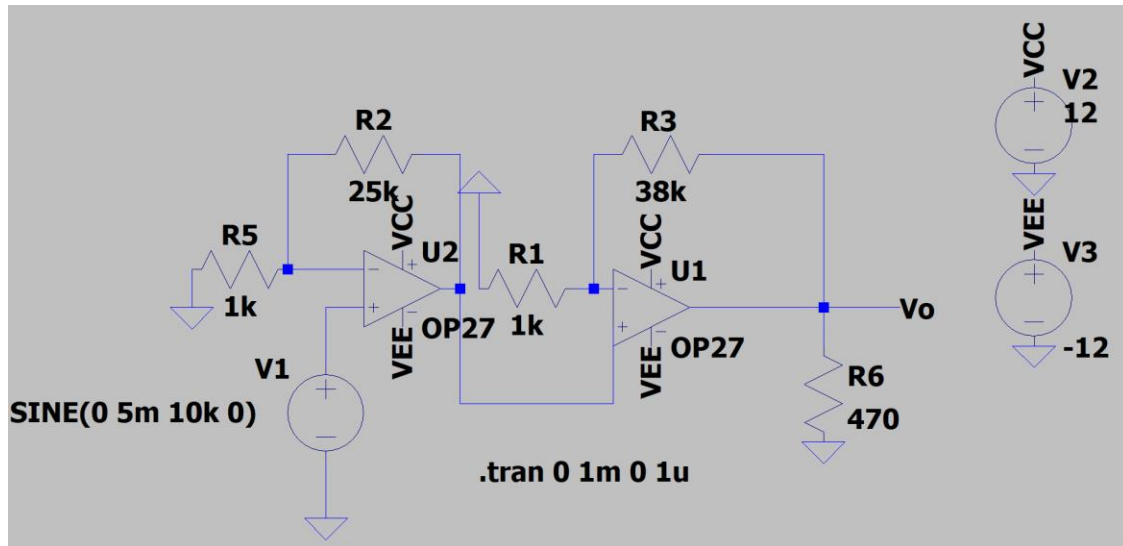 R2
25k
R5
1k
VCC
U2
OP27
VEE
V1
SINE(0 5m 10k 0)
R1
1k
R3
38k
VCC
U1
OP27
VEE
Vo
R6
470
.tran 0 1m 0 1u
VCC
V2
12
VEE
V3
-12